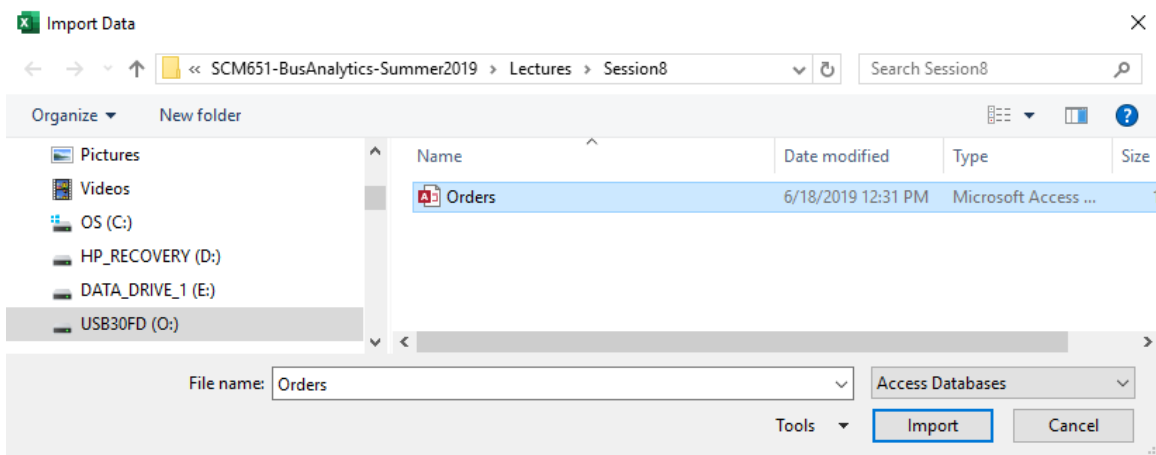 Import Data
« SCM651-BusAnalytics-Summer2019 > Lectures > Session8
Search Session8
Organize
New folder
Pictures
Videos
OS (C:)
HP_RECOVERY (D:)
DATA_DRIVE_1 (E:)
USB30FD (O:)
Name
Date modified
Type
Size
Orders
6/18/2019 12:31 PM
Microsoft Access ...
File name:
Orders
Access Databases
Tools
Import
Cancel